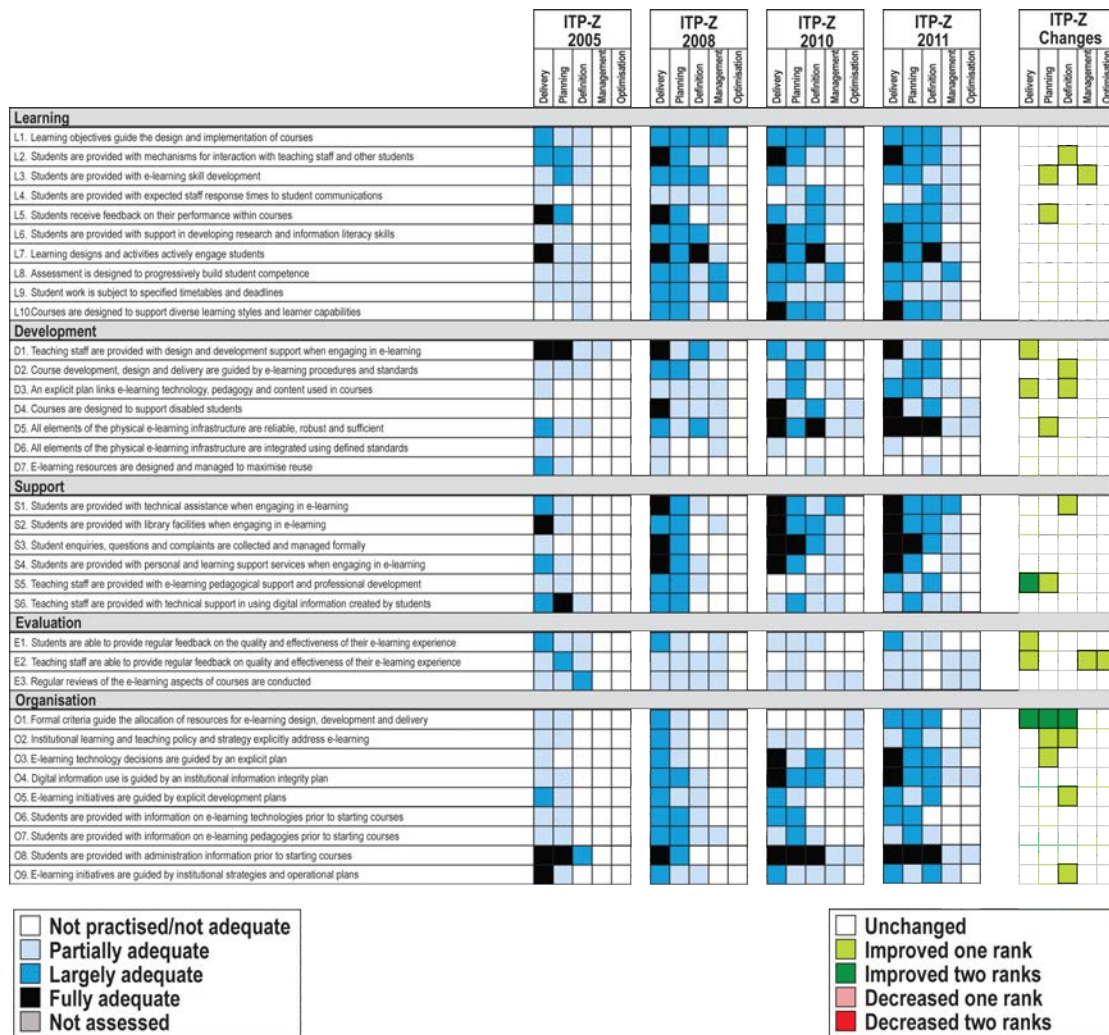 ITP-Z 2005
ITP-Z 2008
ITP-Z 2010
ITP-Z 2011
ITP-Z Changes
Delivery Planning Definition Management Optimisation
Delivery Planning Definition Management Optimisation
Delivery Planning Definition Management Optimisation
Delivery Planning Definition Management Optimisation
Delivery Planning Definition Management Optimisation
Learning
L1. Learning objectives guide the design and implementation of courses
L2. Students are provided with mechanisms for interaction with teaching staff and other students
L3. Students are provided with e-learning skill development
L4. Students are provided with expected staff response times to student communications
L5. Students receive feedback on their performance within courses
L6. Students are provided with support in developing research and information literacy skills
L7. Learning designs and activities actively engage students
L8. Assessment is designed to progressively build student competence
L9. Student work is subject to specified timetables and deadlines
L10.Courses are designed to support diverse learning styles and learner capabilities
Development
D1. Teaching staff are provided with design and development support when engaging in e-learning
D2. Course development, design and delivery are guided by e-learning procedures and standards
D3. An explicit plan links e-learning technology, pedagogy and content used in courses
D4. Courses are designed to support disabled students
D5. All elements of the physical e-learning infrastructure are reliable, robust and sufficient
D6. All elements of the physical e-learning infrastructure are integrated using defined standards
D7. E-learning resources are designed and managed to maximise reuse
Support
S1. Students are provided with technical assistance when engaging in e-learning
S2. Students are provided with library facilities when engaging in e-learning
S3. Student enquiries, questions and complaints are collected and managed formally
S4. Students are provided with personal and learning support services when engaging in e-learning
S5. Teaching staff are provided with e-learning pedagogical support and professional development
S6. Teaching staff are provided with technical support in using digital information created by students
Evaluation
E1. Students are able to provide regular feedback on the quality and effectiveness of their e-learning experience
E2. Teaching staff are able to provide regular feedback on quality and effectiveness of their e-learning experience
E3. Regular reviews of the e-learning aspects of courses are conducted
Organisation
O1. Formal criteria guide the allocation of resources for e-learning design, development and delivery
O2. Institutional learning and teaching policy and strategy explicitly address e-learning
O3. E-learning technology decisions are guided by an explicit plan
O4. Digital information use is guided by an institutional information integrity plan
O5. E-learning initiatives are guided by explicit development plans
O6. Students are provided with information on e-learning technologies prior to starting courses
O7. Students are provided with information on e-learning pedagogies prior to starting courses
O8. Students are provided with administration information prior to starting courses
O9. E-learning initiatives are guided by institutional strategies and operational plans
Not practised/not adequate
Partially adequate
Largely adequate
Fully adequate
Not assessed
Unchanged
Improved one rank
Improved two ranks
Decreased one rank
Decreased two ranks